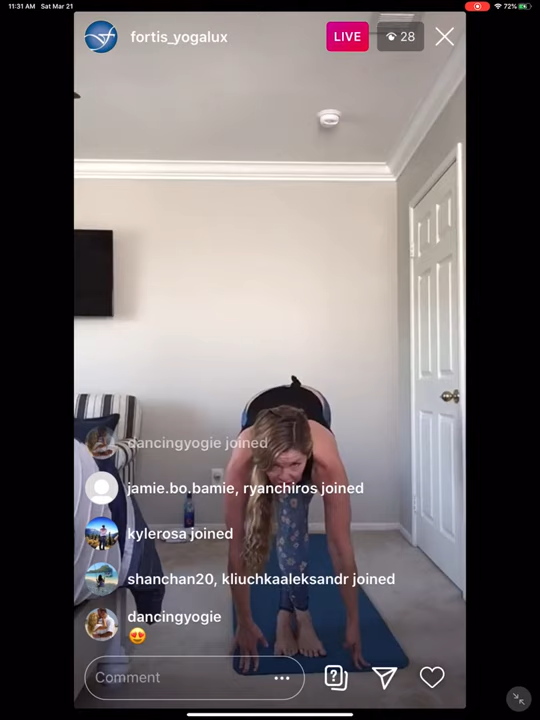 11:31 AM Sat Mar 21
72%
fortis_yogalux
LIVE
28
dancingyogie joined
jamie.bo.bamie, ryanchiros joined
kylerosa joined
shanchan20, kliuchkaaleksandr joined
dancingyogie
Comment